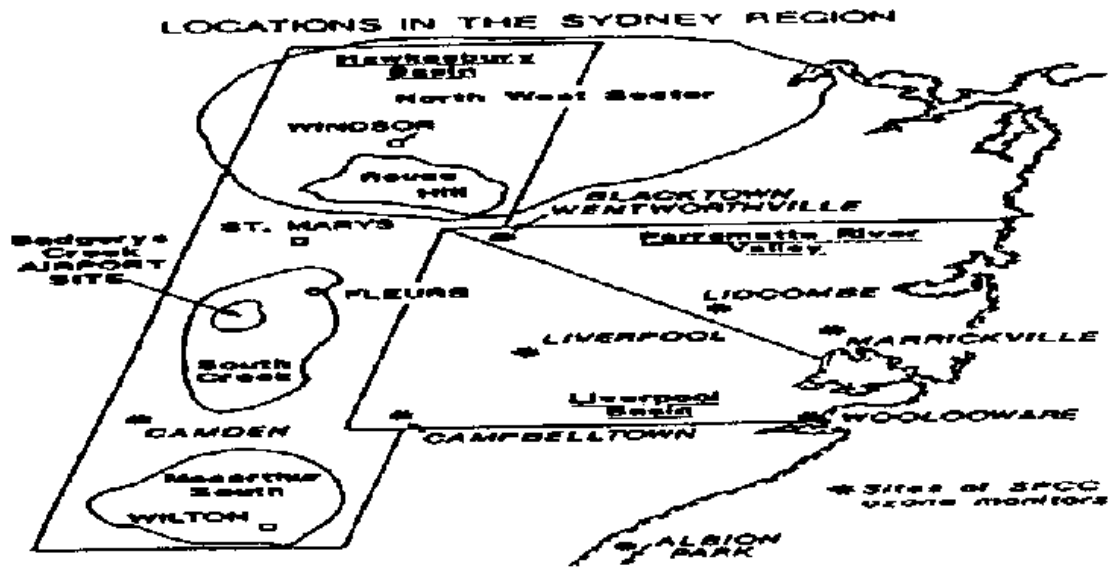 LOCATIONS IN THE SYDNEY REGION
Hawkesbury
Basin
North West Sector
WINDSOR
Rouse
Hill
BLACKTOWN
WENTWORTHVILLE
ST. MARYS
Parramatta River
Valley
Badgerys
Creek
AIRPORT
SITE
FLEURS
LIDCOMBE
LIVERPOOL
MARRICKVILLE
South
Creek
Liverpool
Basin
WOOLOOWARE
CAMDEN
CAMPBELLTOWN
Macarthur
South
WILTON
Sites of SPCC
ozone monitors
ALBION
PARK